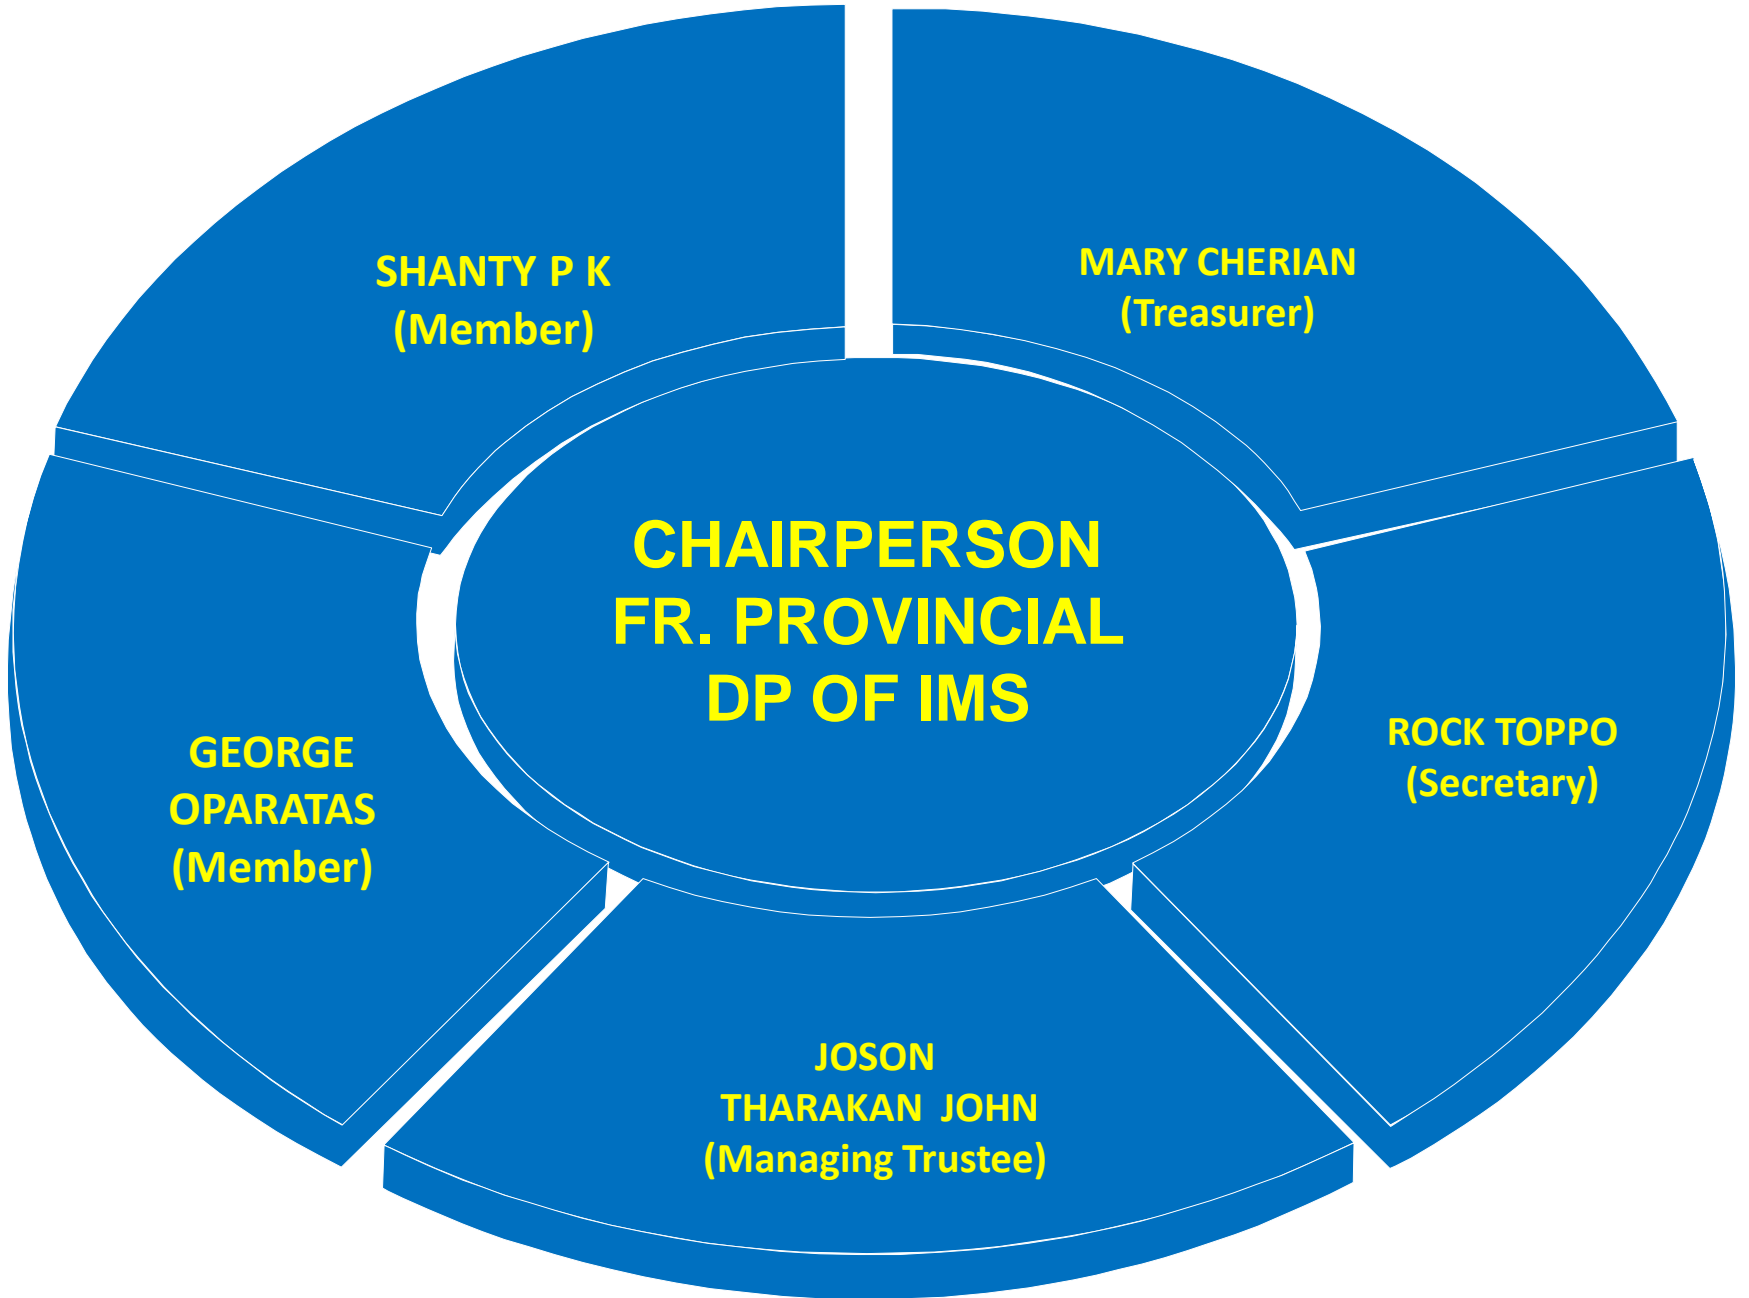 SHANTY P K
(Member)
MARY CHERIAN
(Treasurer)
CHAIRPERSON
FR. PROVINCIAL
DP OF IMS
GEORGE
OPARATAS
(Member)
ROCK TOPPO
(Secretary)
JOSON
THARAKAN JOHN
(Managing Trustee)